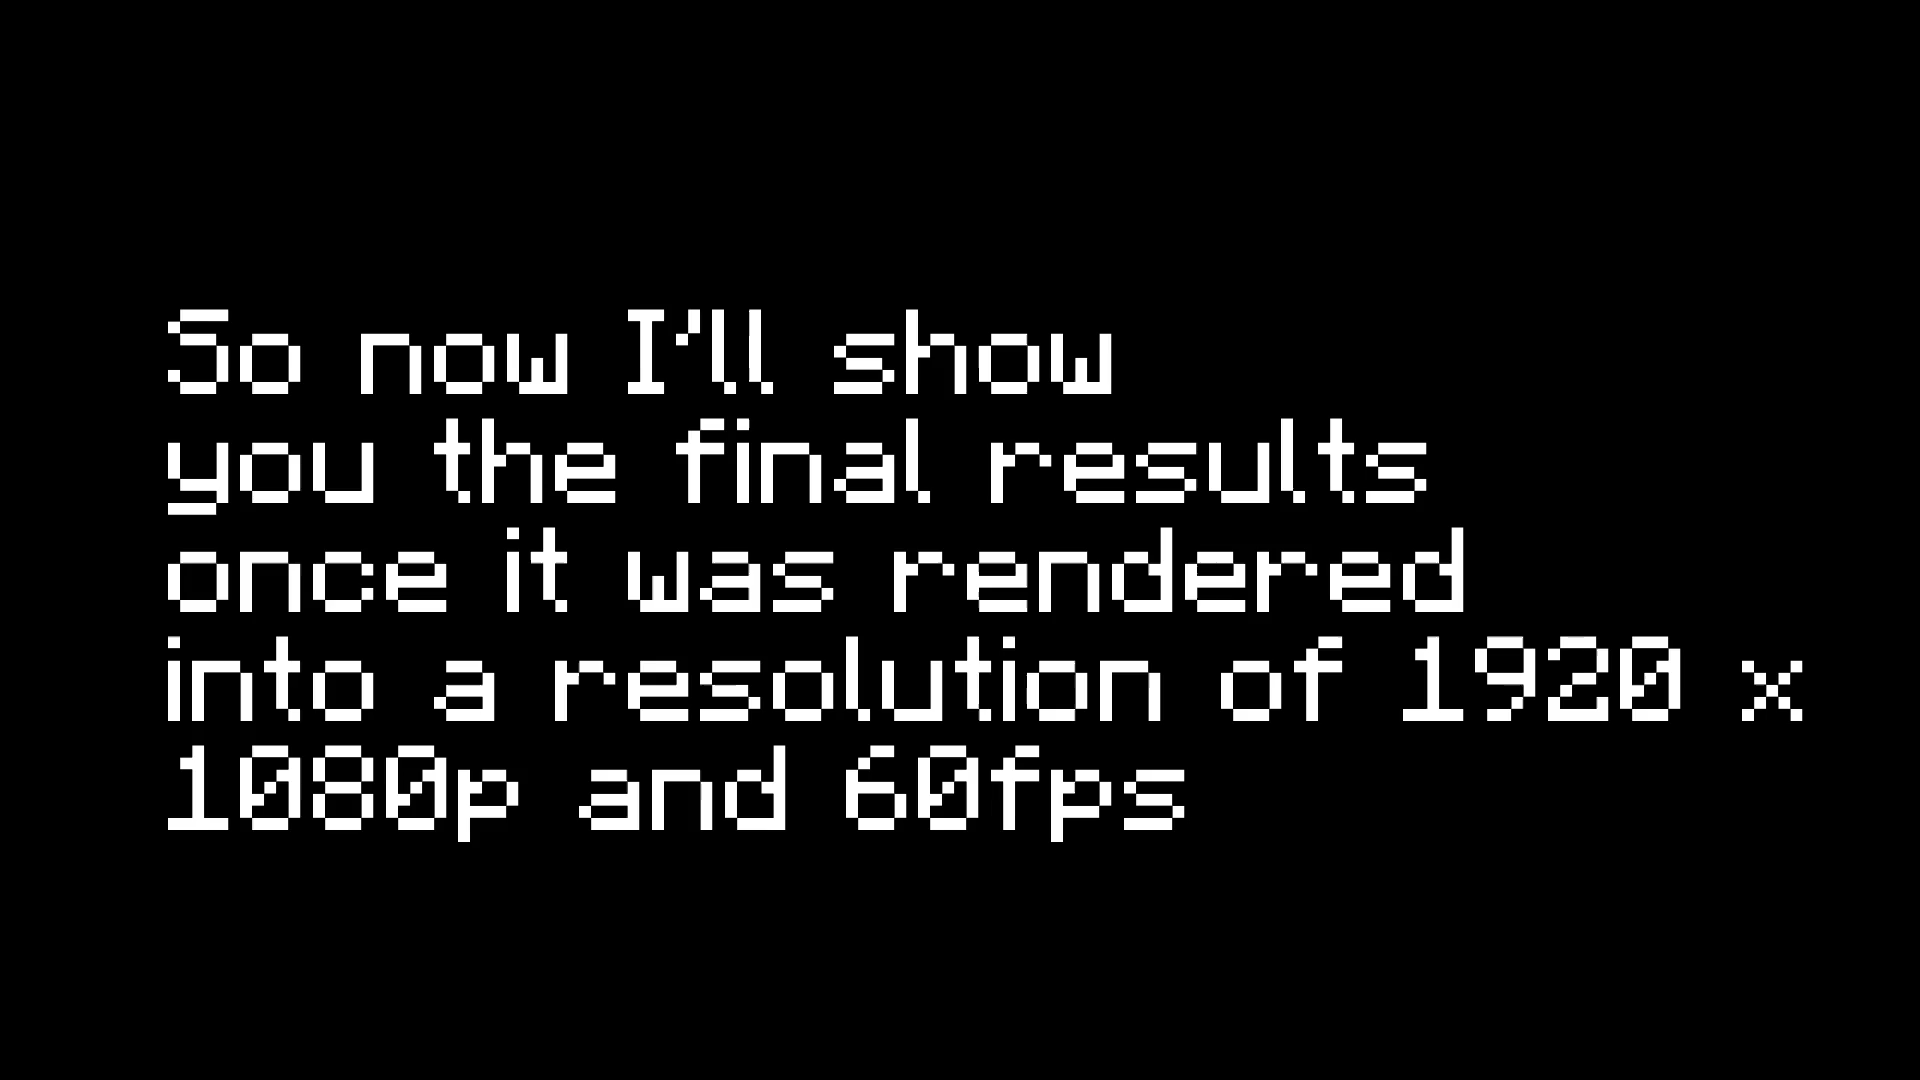 So now I'll show
you the final results
once it was rendered
into a resolution of 1920 x
1080p and 60fps